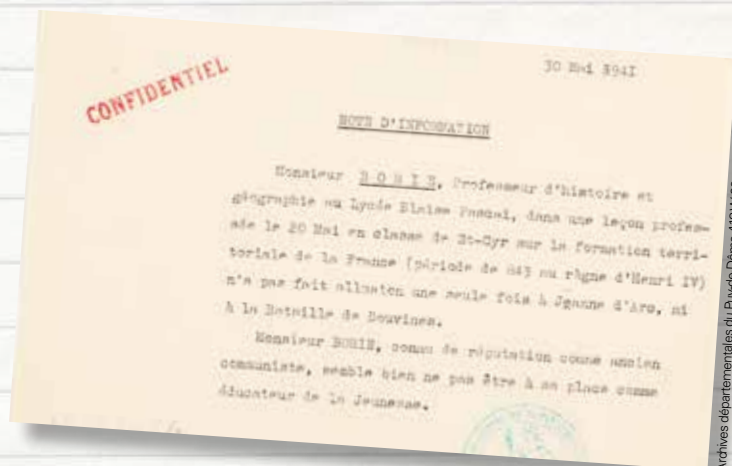 30 Mai 1941
CONFIDENTIEL
NOTE D'INFORMATION
Monsieur BORIE, Professeur d'histoire et
géographie au Lycée Blaise Pascal, dans une leçon profes-
sée le 20 Mai en classe de St-Cyr sur la formation terri-
toriale de la France (période de 843 au règne d'Henri IV)
n'a pas fait allusion une seule fois à Jeanne d'Arc, ni
à la Bataille de Bouvines.
Monsieur BORIE, connu de réputation comme ancien
communiste, semble bien ne pas être à sa place comme
éducateur de la Jeunesse.
Archives départementales du Puy de Dôme